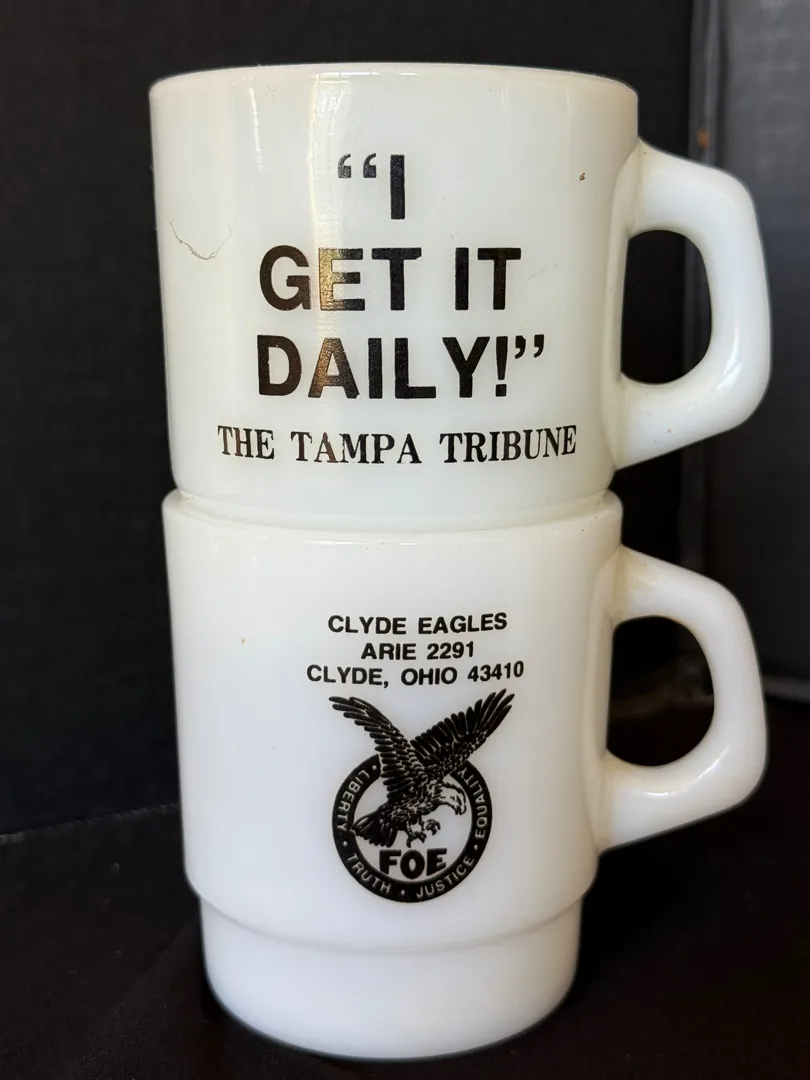 “I
GET IT
DAILY!”
THE TAMPA TRIBUNE
CLYDE EAGLES
ARIE 2291
CLYDE, OHIO 43410
LIBERTY • TRUTH • JUSTICE • EQUALITY
FOE